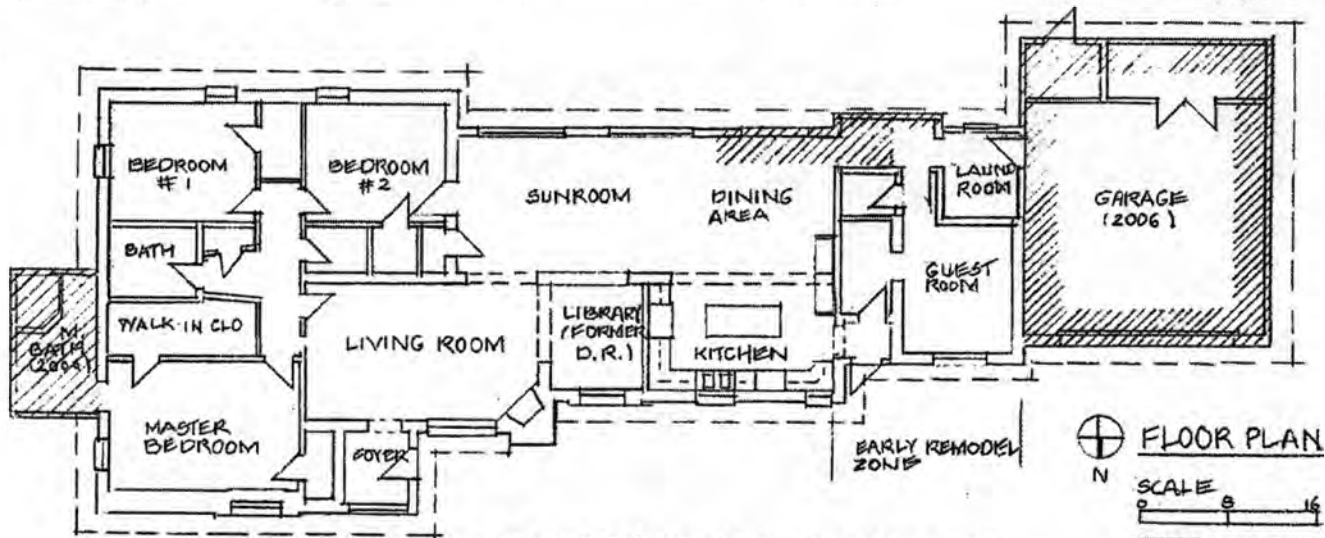 BEDROOM
#1
BEDROOM
#2
SUNROOM
DINING
AREA
LAUND
ROOM
GARAGE
(2006)
BATH
GUEST
ROOM
WALK-IN CLO
M
BATH
LIVING ROOM
LIBRARY
(FORMER
D.R.)
KITCHEN
MASTER
BEDROOM
FOYER
EARLY REMODEL
ZONE
N
FLOOR PLAN
SCALE
0 8 16